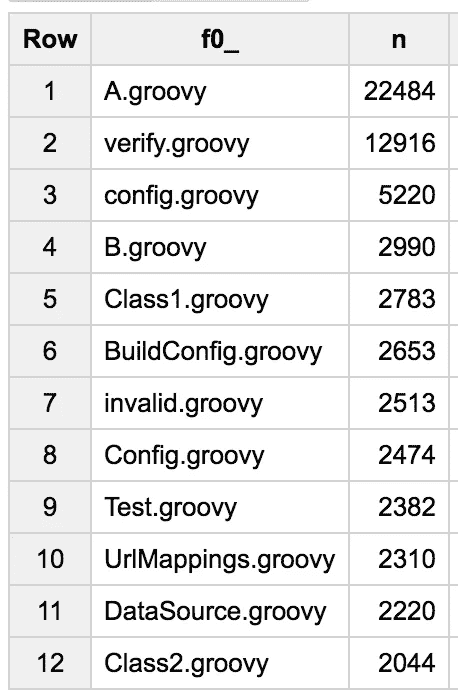 Row f0_ n
1 A.groovy 22484
2 verify.groovy 12916
3 config.groovy 5220
4 B.groovy 2990
5 Class1.groovy 2783
6 BuildConfig.groovy 2653
7 invalid.groovy 2513
8 Config.groovy 2474
9 Test.groovy 2382
10 UrlMappings.groovy 2310
11 DataSource.groovy 2220
12 Class2.groovy 2044